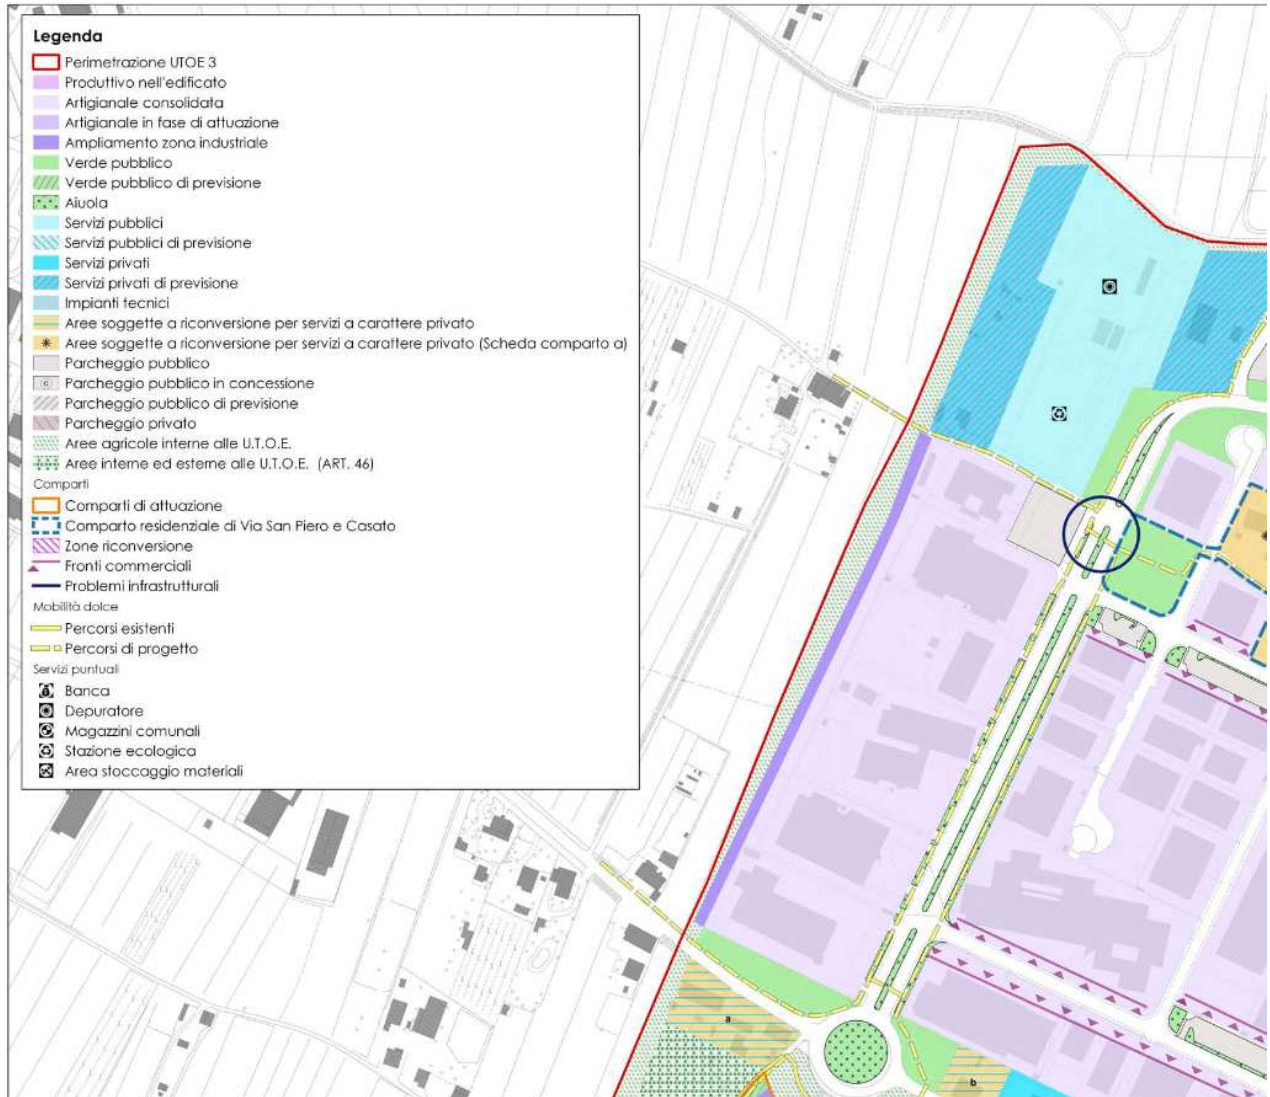 Legenda
Perimetrazione UTOE 3
Produttivo nell'edificato
Artigianale consolidata
Artigianale in fase di attuazione
Ampliamento zona industriale
Verde pubblico
Verde pubblico di previsione
Aiuola
Servizi pubblici
Servizi pubblici di previsione
Servizi privati
Servizi privati di previsione
Impianti tecnici
Aree soggette a riconversione per servizi a carattere privato
Aree soggette a riconversione per servizi a carattere privato (Scheda comparto a)
Parcheggio pubblico
c Parcheggio pubblico in concessione
Parcheggio pubblico di previsione
Parcheggio privato
Aree agricole interne alle U.T.O.E.
Aree interne ed esterne alle U.T.O.E. (ART. 46)
Comparti
Comparti di attuazione
Comparto residenziale di Via San Piero e Casato
Zone riconversione
Fronti commerciali
Problemi infrastrutturali
Mobilità dolce
Percorsi esistenti
Percorsi di progetto
Servizi puntuali
Banca
Depuratore
Magazzini comunali
Stazione ecologica
Area stoccaggio materiali
a
b